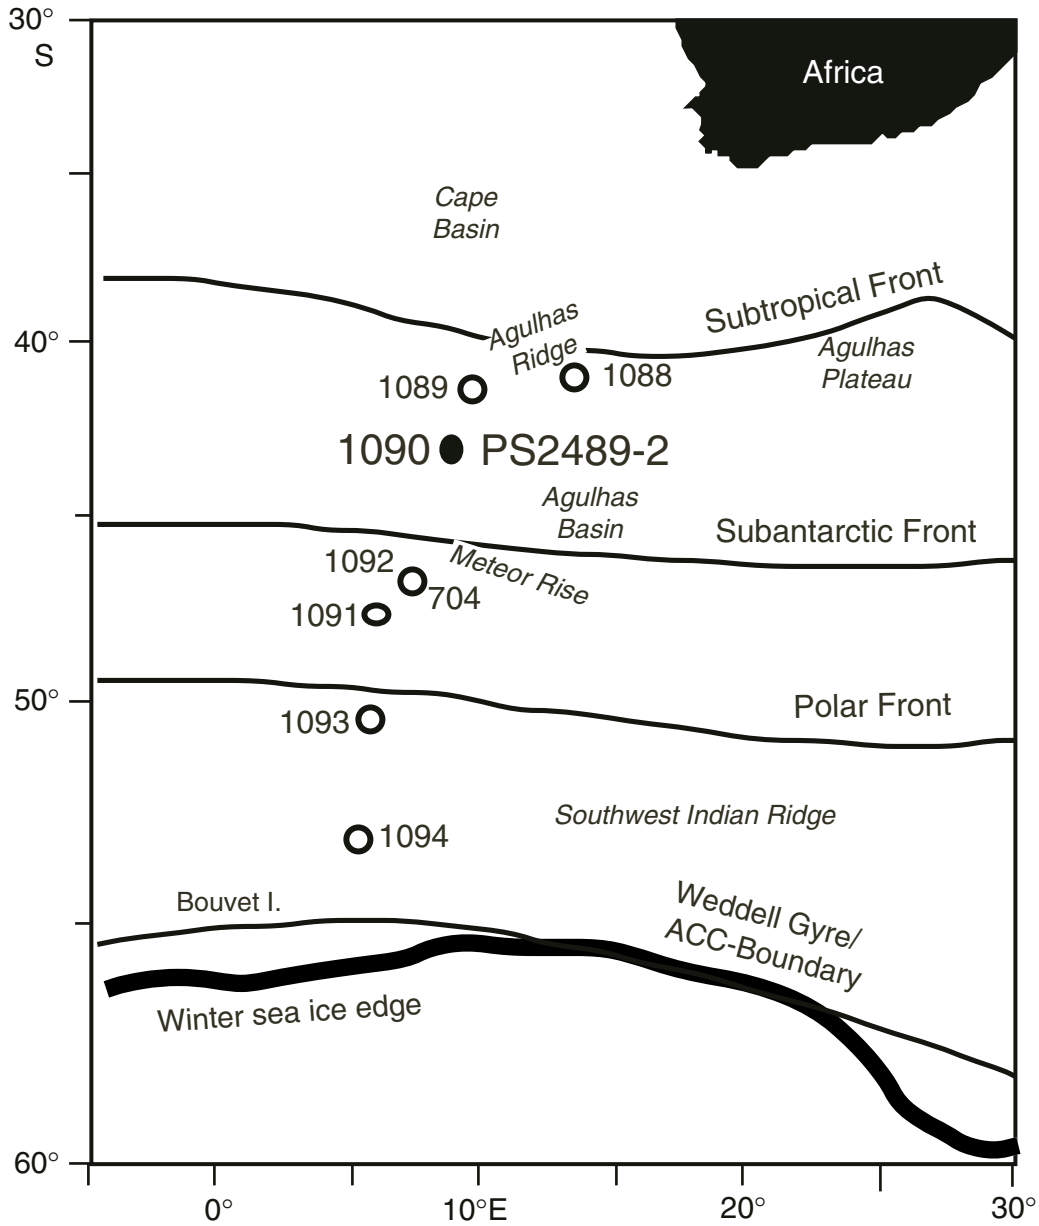 30°
S
Africa
Cape
Basin
Subtropical Front
Agulhas
Ridge
40°
Agulhas
Plateau
1089
1088
1090
PS2489-2
Agulhas
Basin
Subantarctic Front
1092
Meteor Rise
704
1091
50°
Polar Front
1093
Southwest Indian Ridge
1094
Bouvet I.
Weddell Gyre/
ACC-Boundary
Winter sea ice edge
60°
0°
10°E
20°
30°